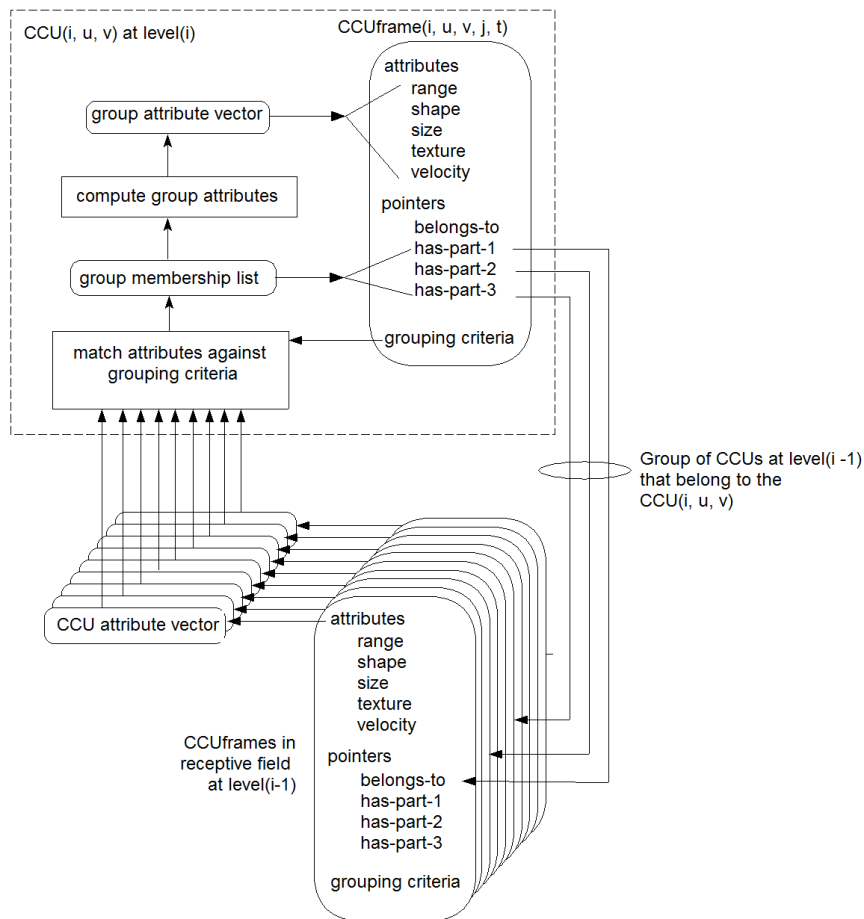 CCU(i, u, v) at level(i)
CCUframe(i, u, v, j, t)
attributes
range
shape
size
texture
velocity
group attribute vector
compute group attributes
pointers
belongs-to
has-part-1
has-part-2
has-part-3
group membership list
grouping criteria
match attributes against
grouping criteria
Group of CCUs at level(i -1)
that belong to the
CCU(i, u, v)
CCU attribute vector
attributes
range
shape
size
texture
velocity
CCUframes in
receptive field
at level(i-1)
pointers
belongs-to
has-part-1
has-part-2
has-part-3
grouping criteria